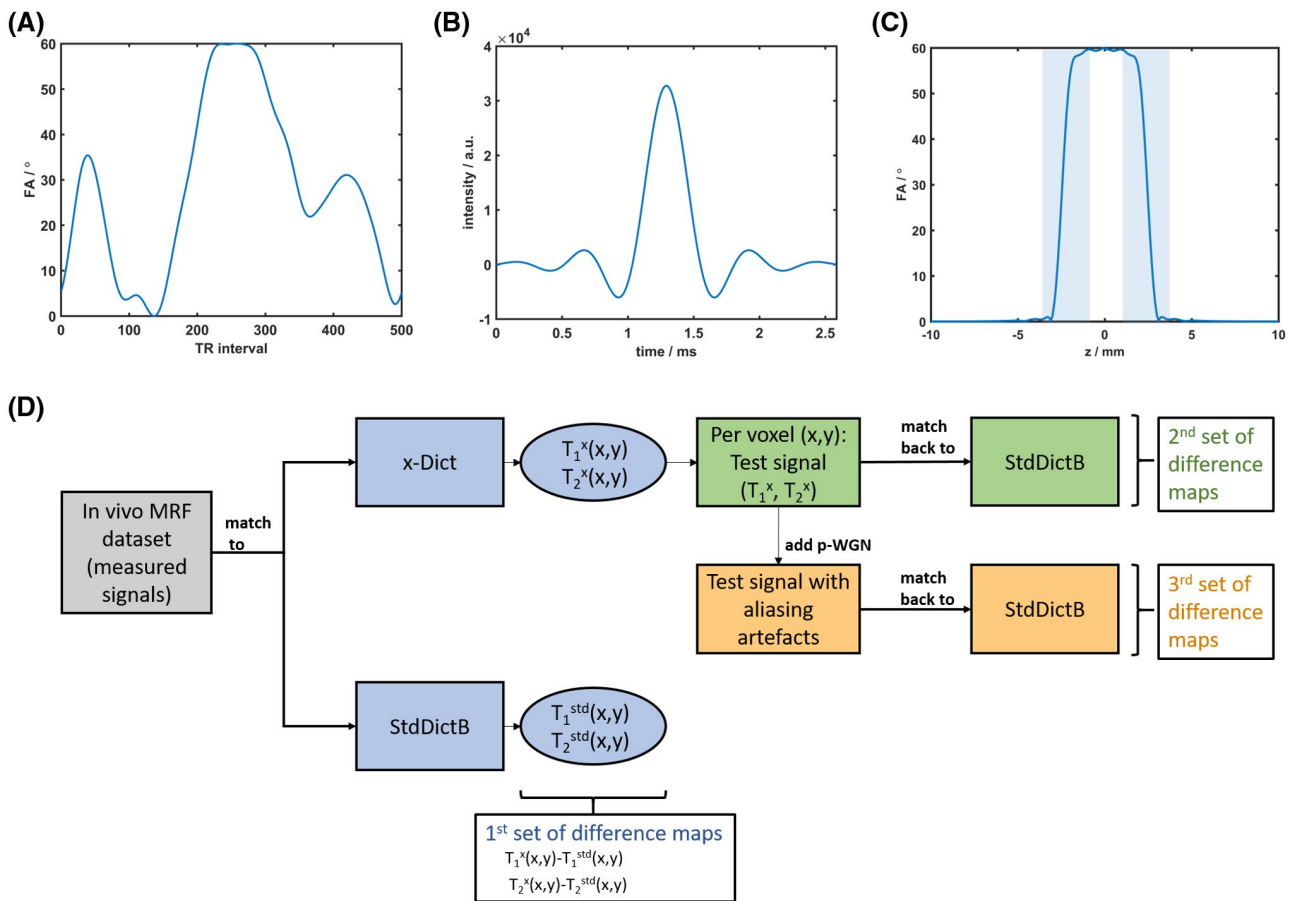 (A)
60
50
40
30
20
10
0
FA / °
0 100 200 300 400 500
TR interval
(B)
×10⁴
4
3
2
1
0
-1
intensity / a.u.
0 0.5 1 1.5 2 2.5
time / ms
(C)
60
50
40
30
20
10
0
FA / °
-10 -5 0 5 10
z / mm
(D)
In vivo MRF
dataset
(measured
signals)
match
to
x-Dict
T₁ˣ(x,y)
T₂ˣ(x,y)
Per voxel (x,y):
Test signal
(T₁ˣ, T₂ˣ)
match
back to
StdDictB
2ⁿᵈ set of
difference
maps
add p-WGN
Test signal with
aliasing
artefacts
match
back to
StdDictB
3ʳᵈ set of
difference
maps
StdDictB
T₁ˢᵗᵈ(x,y)
T₂ˢᵗᵈ(x,y)
1ˢᵗ set of difference maps
T₁ˣ(x,y)-T₁ˢᵗᵈ(x,y)
T₂ˣ(x,y)-T₂ˢᵗᵈ(x,y)